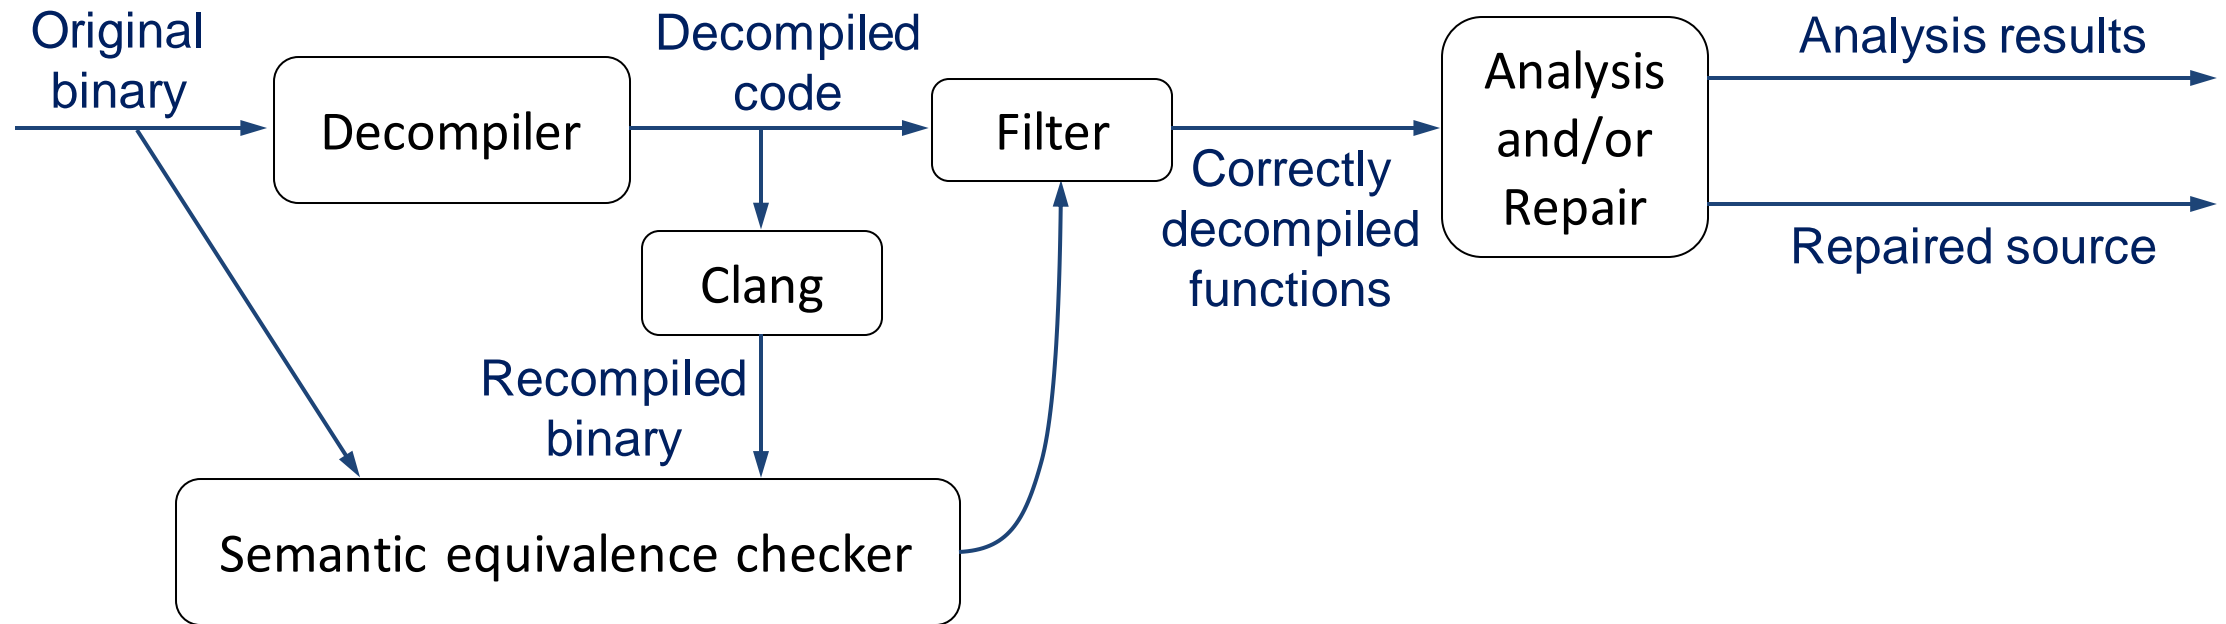 Original
binary
Decompiler
Decompiled
code
Filter
Correctly
decompiled
functions
Analysis
and/or
Repair
Analysis results
Repaired source
Clang
Recompiled
binary
Semantic equivalence checker